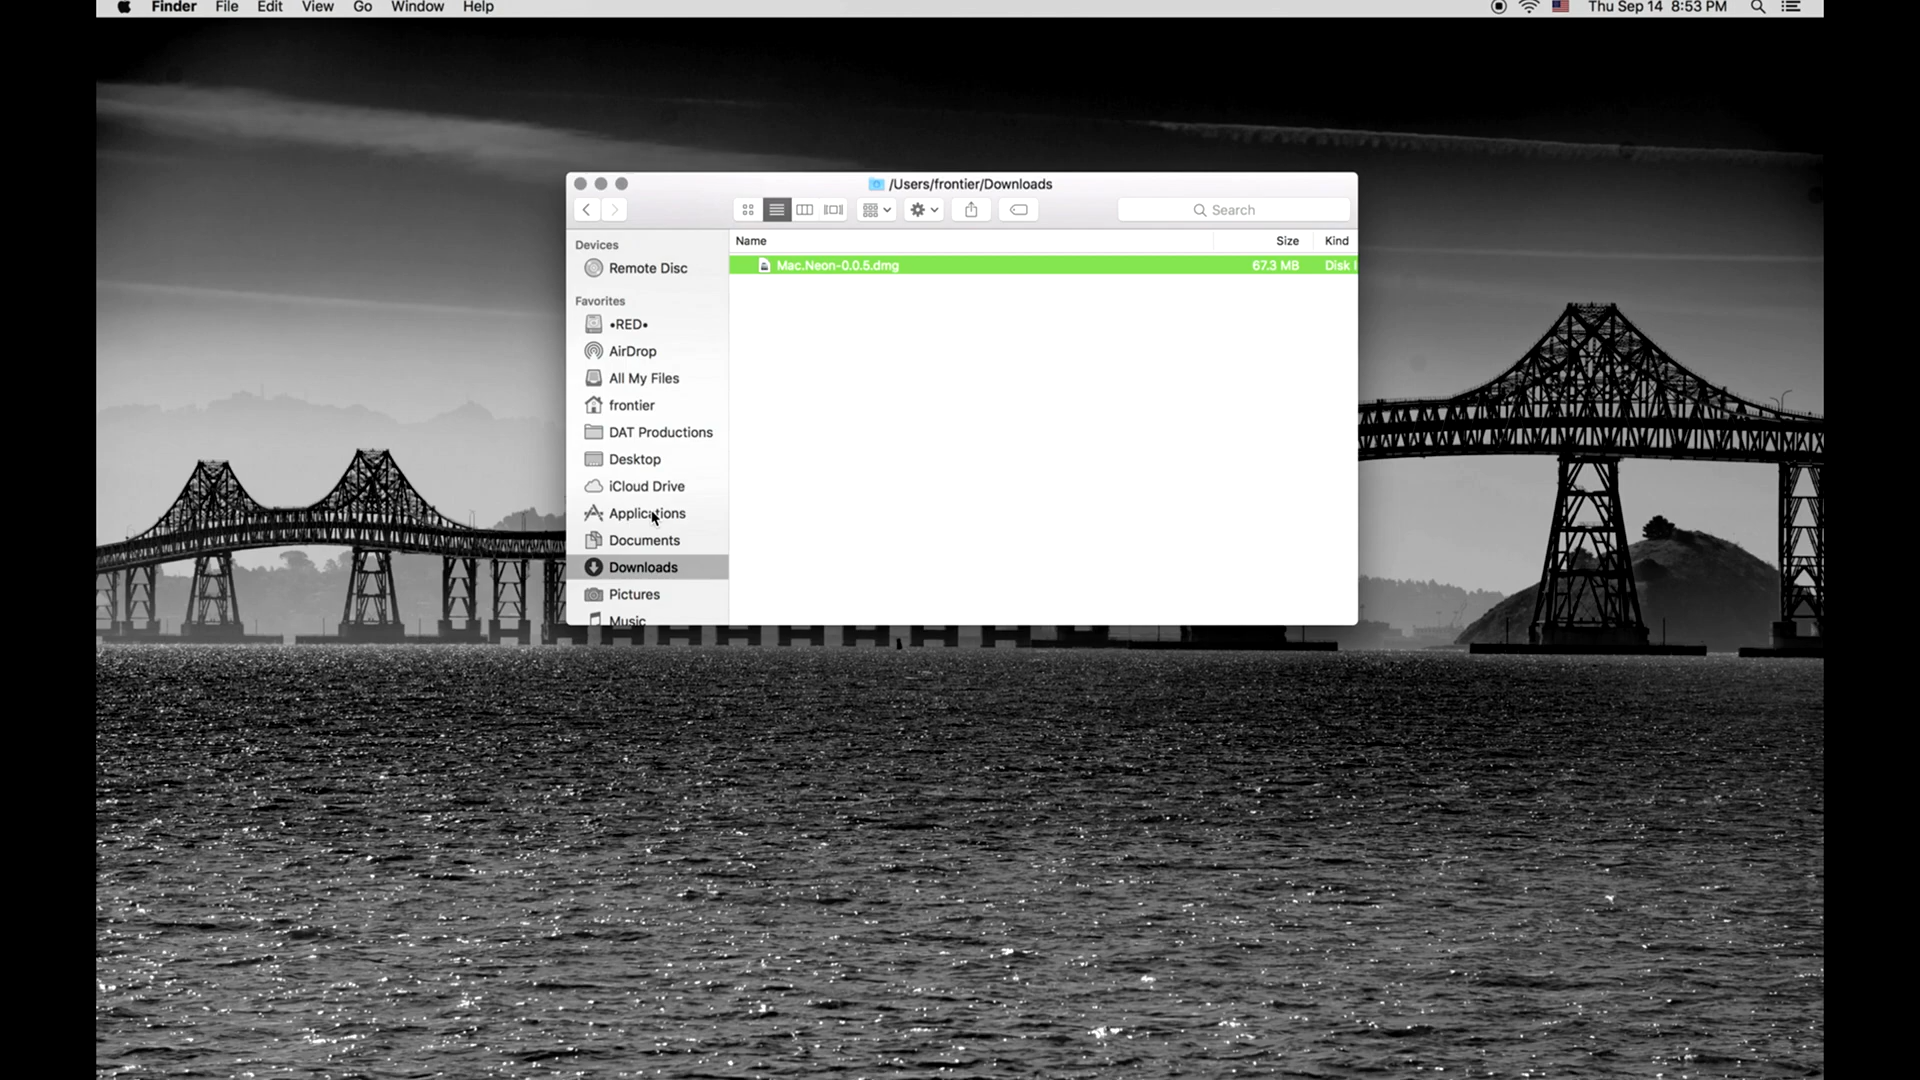 Finder File Edit View Go Window Help Thu Sep 14 8:53 PM
/Users/frontier/Downloads
Search
Devices
Remote Disc
Favorites
•RED•
AirDrop
All My Files
frontier
DAT Productions
Desktop
iCloud Drive
Applications
Documents
Downloads
Pictures
Music
Name Size Kind
Mac.Neon-0.0.5.dmg 67.3 MB Disk